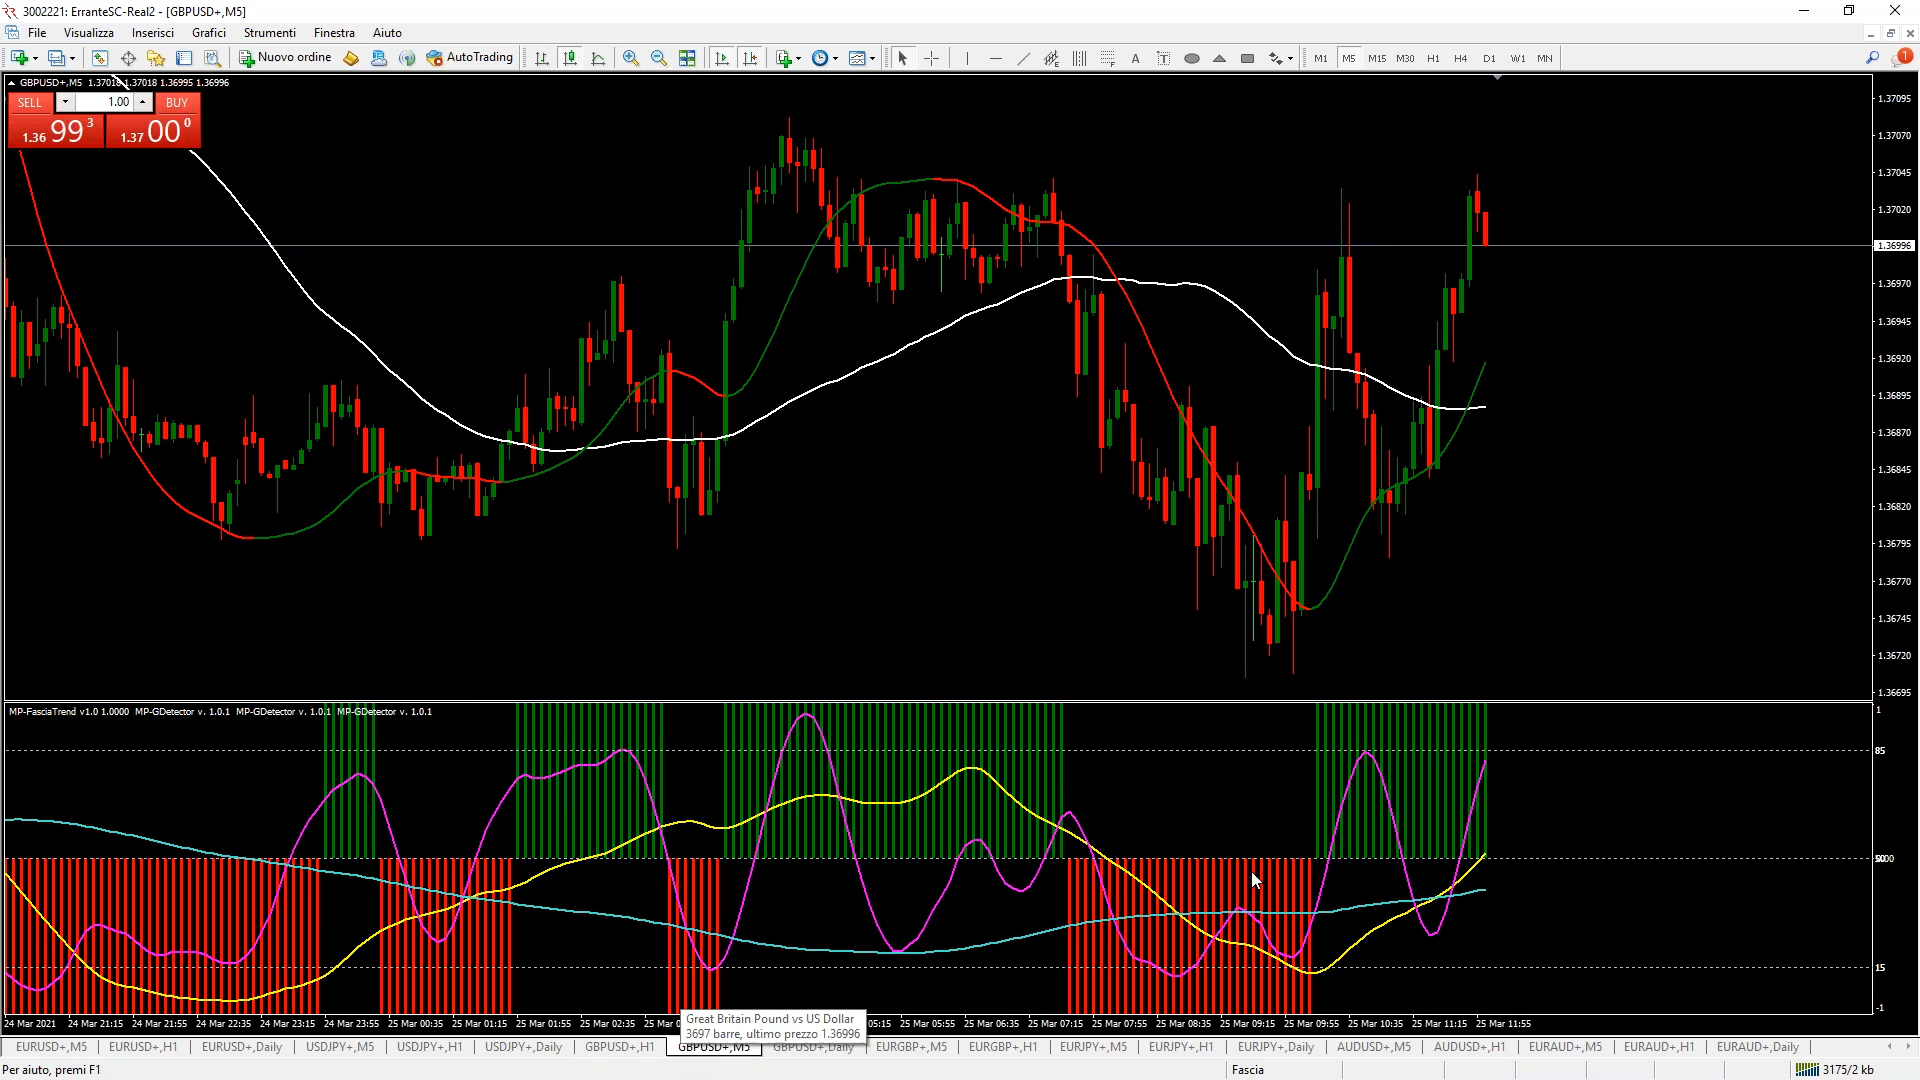 3002221: ErranteSC-Real2 - [GBPUSD+,M5]
File Visualizza Inserisci Grafici Strumenti Finestra Aiuto
Nuovo ordine AutoTrading A T M1 M5 M15 M30 H1 H4 D1 W1 MN 1
GBPUSD+,M5 1.37018 1.37018 1.36995 1.36996
SELL 1.00 BUY
1.36 99 3 1.37 00 0
1.37095
1.37070
1.37045
1.37020
1.36996
1.36970
1.36945
1.36920
1.36895
1.36870
1.36845
1.36820
1.36795
1.36770
1.36745
1.36720
1.36695
MP-FasciaTrend v1.0 1.0000 MP-GDetector v. 1.0.1 MP-GDetector v. 1.0.1 MP-GDetector v. 1.0.1
1
85
15
-1
24 Mar 2021 24 Mar 21:15 24 Mar 21:55 24 Mar 22:35 24 Mar 23:15 24 Mar 23:55 25 Mar 00:35 25 Mar 01:15 25 Mar 01:55 25 Mar 02:35 25 Mar 05:15 25 Mar 05:55 25 Mar 06:35 25 Mar 07:15 25 Mar 07:55 25 Mar 08:35 25 Mar 09:15 25 Mar 09:55 25 Mar 10:35 25 Mar 11:15 25 Mar 11:55
Great Britain Pound vs US Dollar
3697 barre, ultimo prezzo 1.36996
EURUSD+,M5 EURUSD+,H1 EURUSD+,Daily USDJPY+,M5 USDJPY+,H1 USDJPY+,Daily GBPUSD+,H1 GBPUSD+,M5 GBPUSD+,Daily EURGBP+,M5 EURGBP+,H1 EURJPY+,M5 EURJPY+,H1 EURJPY+,Daily AUDUSD+,M5 AUDUSD+,H1 EURAUD+,M5 EURAUD+,H1 EURAUD+,Daily
Per aiuto, premi F1 Fascia 3175/2 kb